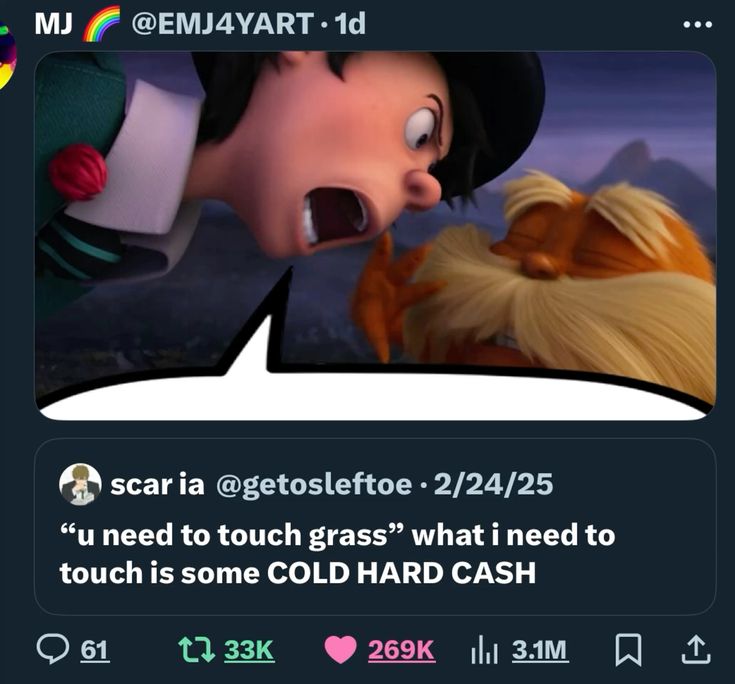 MJ 🌈 @EMJ4YART · 1d
scar ia @getosleftoe · 2/24/25
“u need to touch grass” what i need to
touch is some COLD HARD CASH
61 33K 269K 3.1M